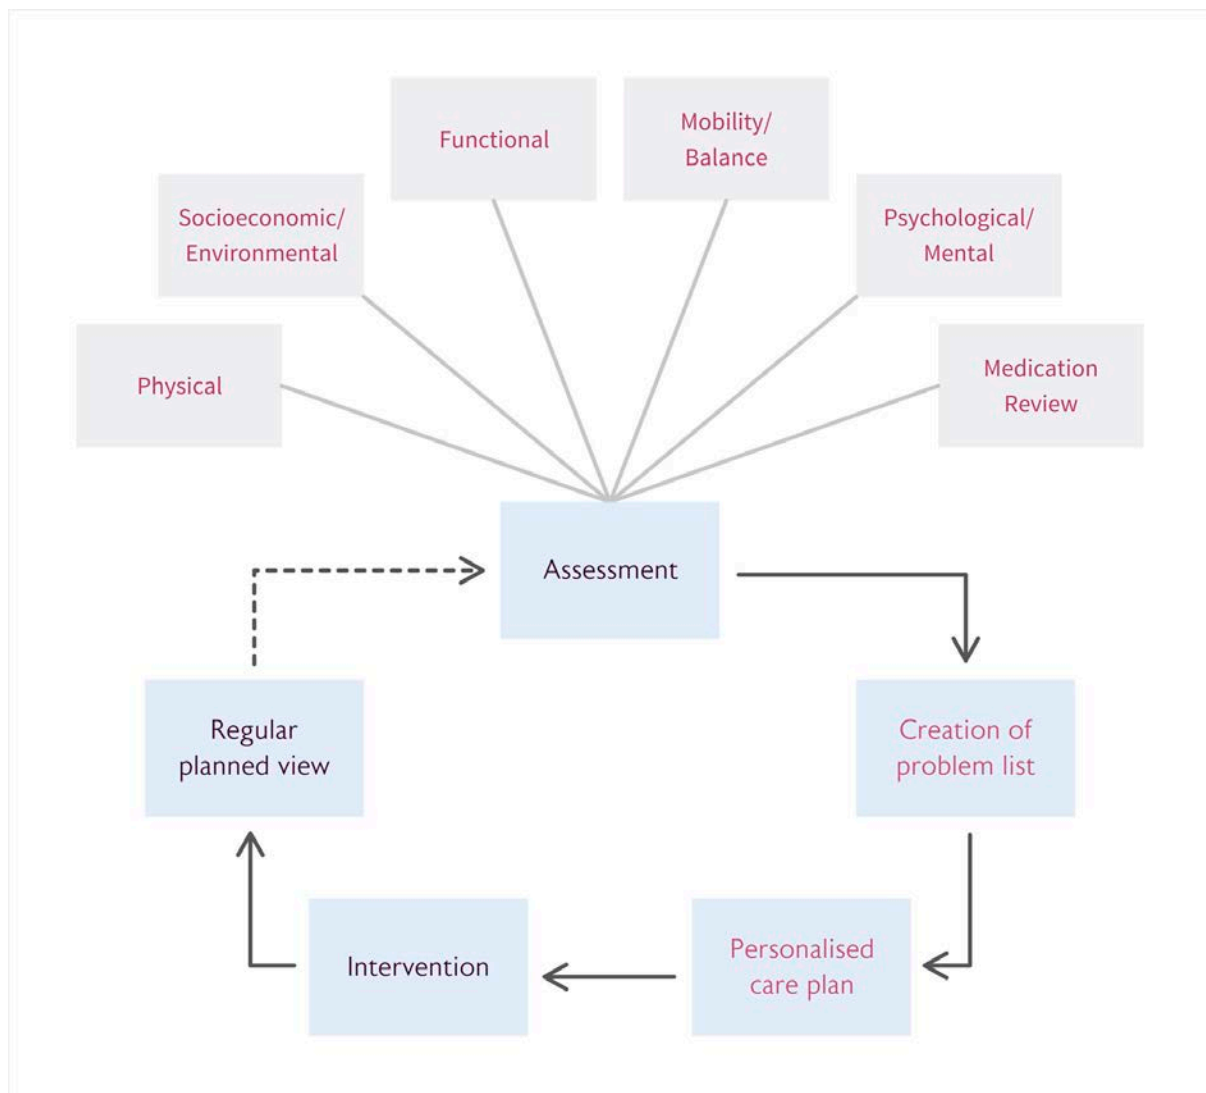 Functional
Mobility/
Balance
Socioeconomic/
Environmental
Psychological/
Mental
Physical
Medication
Review
Assessment
Regular
planned view
Creation of
problem list
Intervention
Personalised
care plan